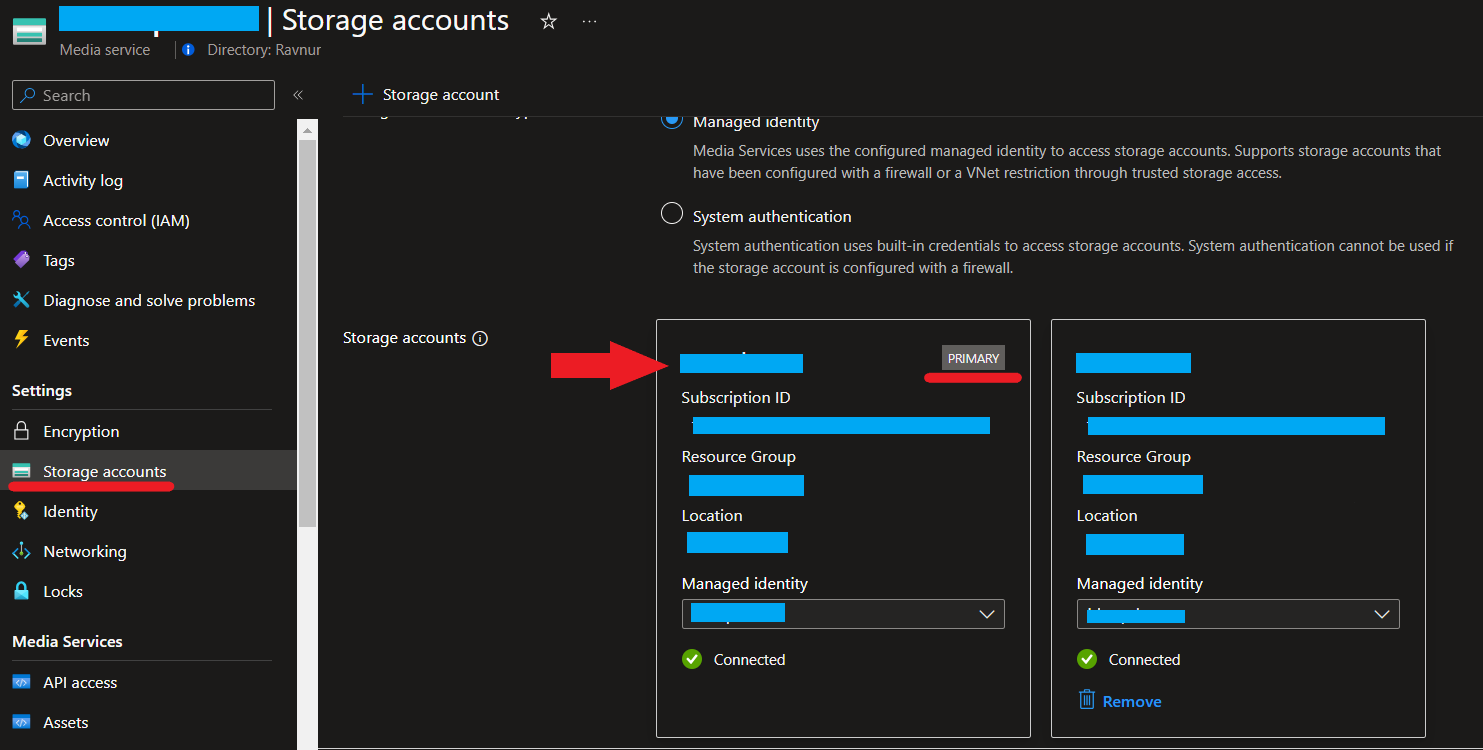 | Storage accounts
Media service
Directory: Ravnur
Search
Overview
Activity log
Access control (IAM)
Tags
Diagnose and solve problems
Events
Settings
Encryption
Storage accounts
Identity
Networking
Locks
Media Services
API access
Assets
Storage account
Managed identity
Media Services uses the configured managed identity to access storage accounts. Supports storage accounts that
have been configured with a firewall or a VNet restriction through trusted storage access.
System authentication
System authentication uses built-in credentials to access storage accounts. System authentication cannot be used if
the storage account is configured with a firewall.
Storage accounts
PRIMARY
Subscription ID
Resource Group
Location
Managed identity
Connected
Subscription ID
Resource Group
Location
Managed identity
Connected
Remove